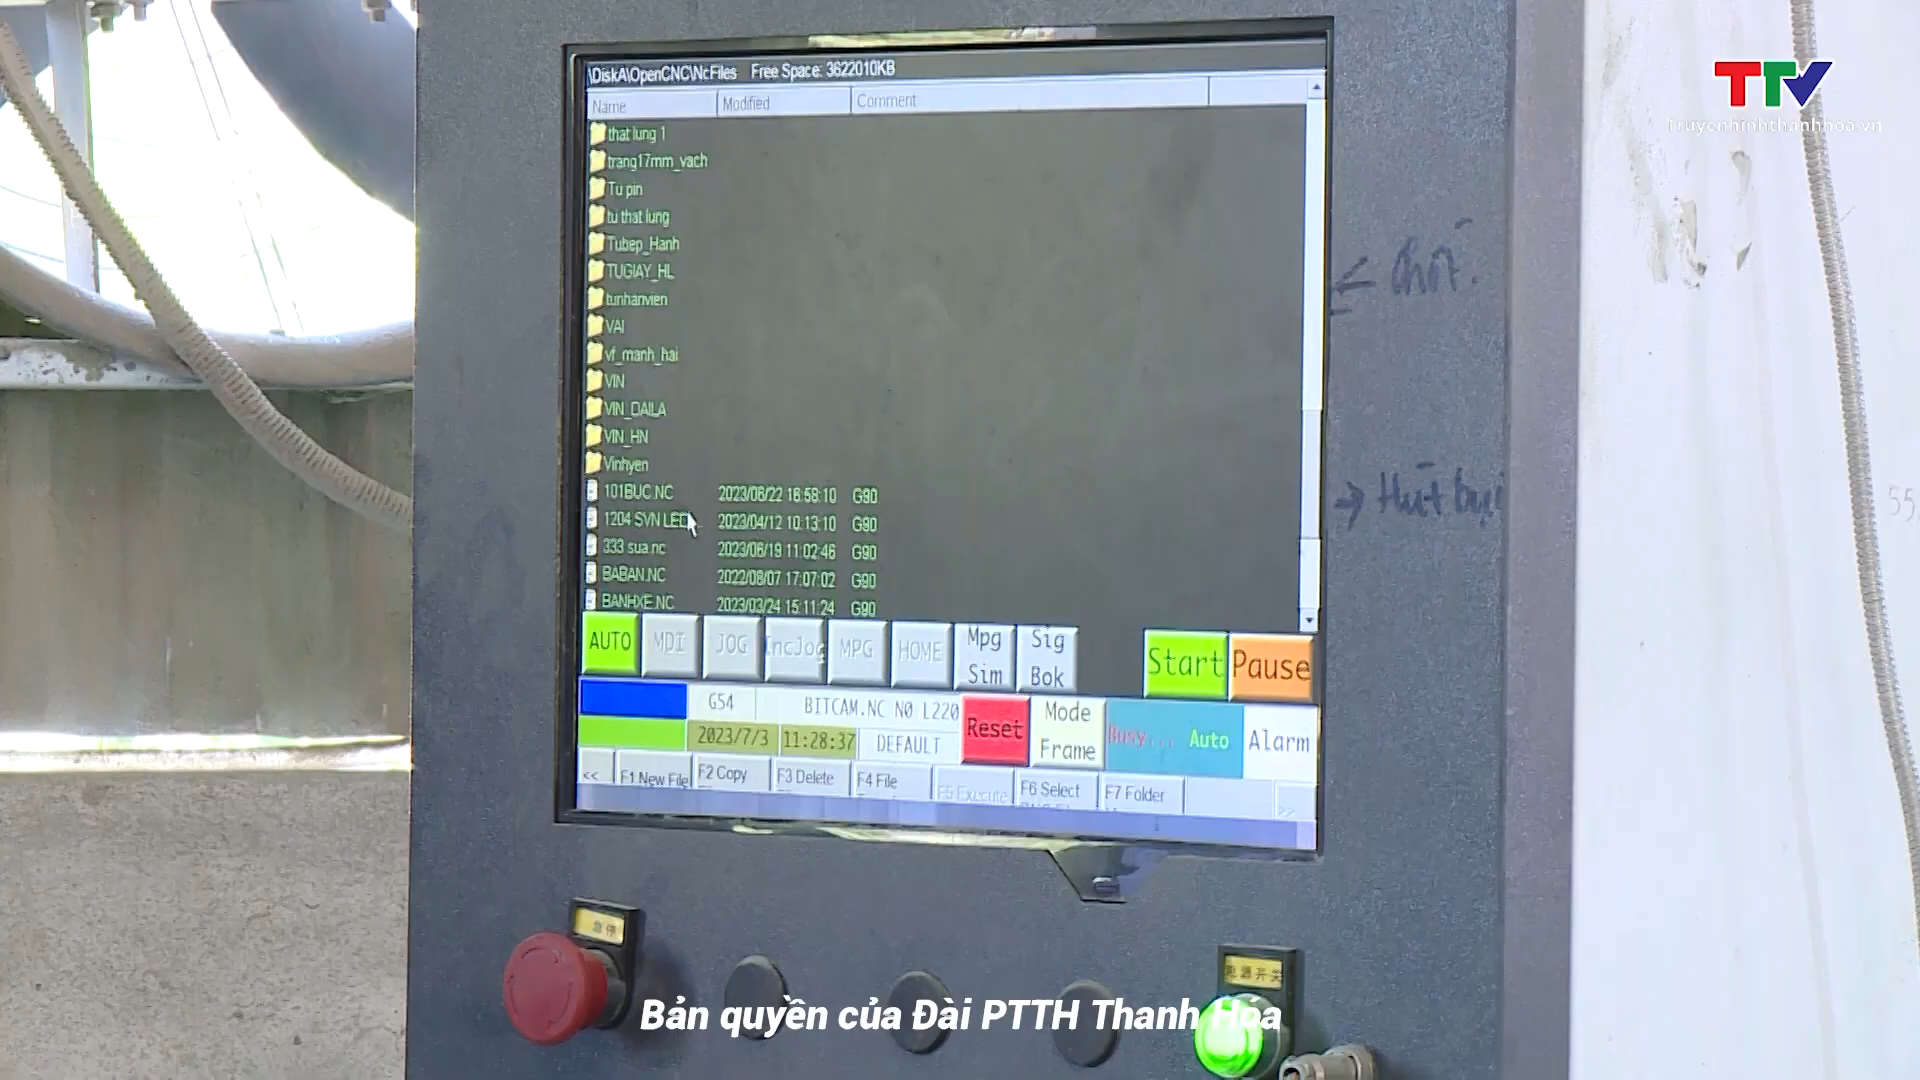 \DiskA\OpenCNC\NcFiles Free Space: 3622010KB
Name Modified Comment
that lung 1
trang17mm_vach
Tu pin
tu that lung
Tubep_Hanh
TUGIAY_HL
tunhanvien
VAI
vf_manh_hai
VIN
VIN_DAILA
VIN_HN
Vinhyen
101BUC.NC 2023/06/22 16:58:10 G90
1204 SVN LED 2023/04/12 10:13:10 G90
333 sua.nc 2023/06/19 11:02:46 G90
BABAN.NC 2022/08/07 17:07:02 G90
BANHXE.NC 2023/03/24 15:11:24 G90
AUTO MDI JOG IncJog MPG HOME Mpg Sim Sig Bok Start Pause
G54 BITCAM.NC N0 L220 Reset Mode Frame Busy... Auto Alarm
2023/7/3 11:28:37 DEFAULT
<< F1 New File F2 Copy F3 Delete F4 File F5 Execute F6 Select F7 Folder >>
TTV
truyenhinhthanhhoa.vn
Hút bụi
55
急停
电源开关
Bản quyền của Đài PTTH Thanh Hóa